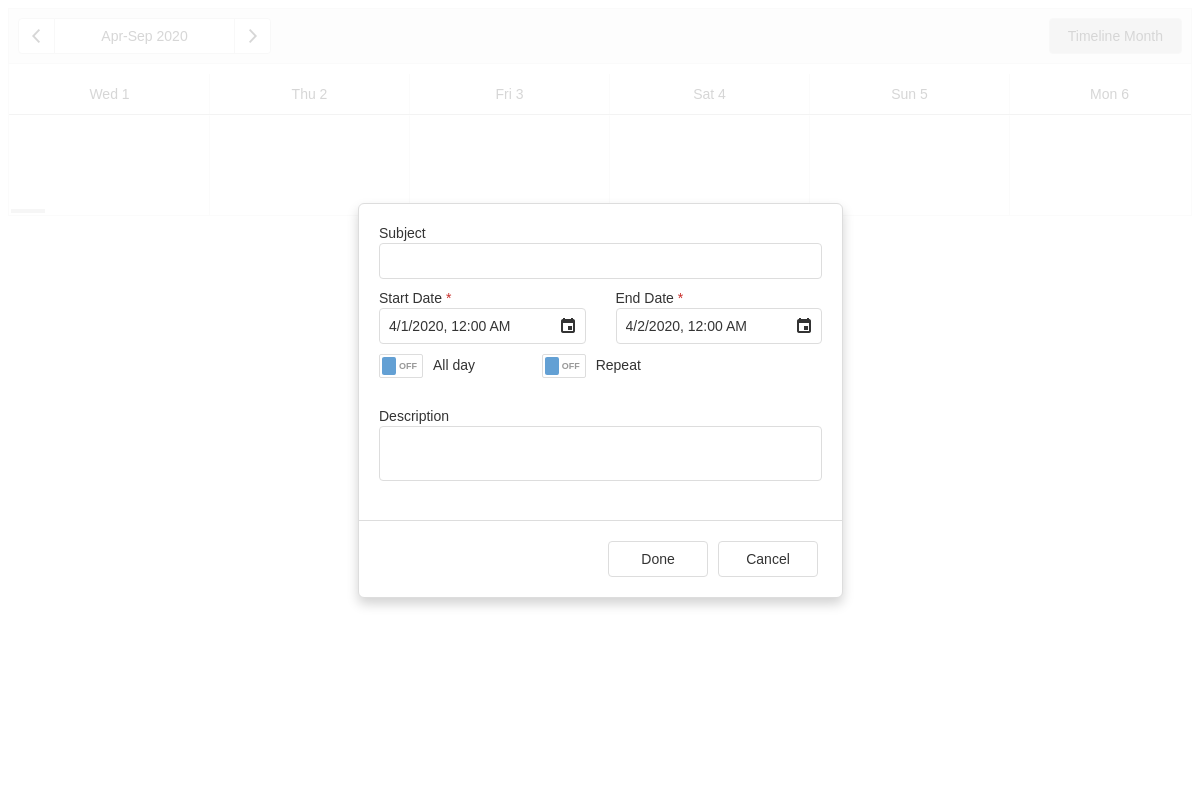 Apr-Sep 2020
Timeline Month
Wed 1 Thu 2 Fri 3 Sat 4 Sun 5 Mon 6
Subject
Start Date * End Date *
4/1/2020, 12:00 AM 4/2/2020, 12:00 AM
OFF All day OFF Repeat
Description
Done Cancel